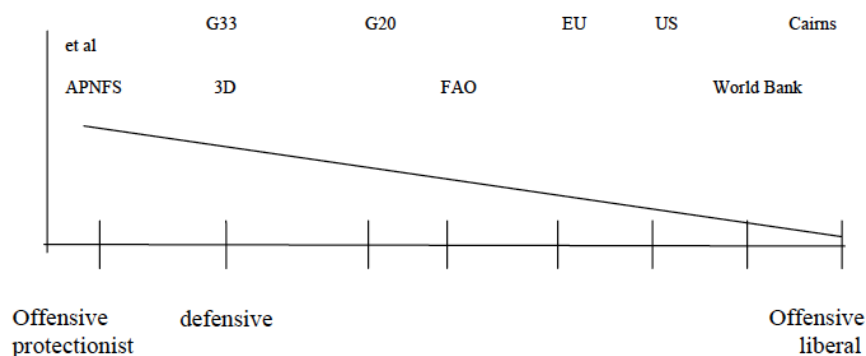 G33 G20 EU US Cairns
et al
APNFS 3D FAO World Bank
Offensive defensive Offensive
protectionist liberal